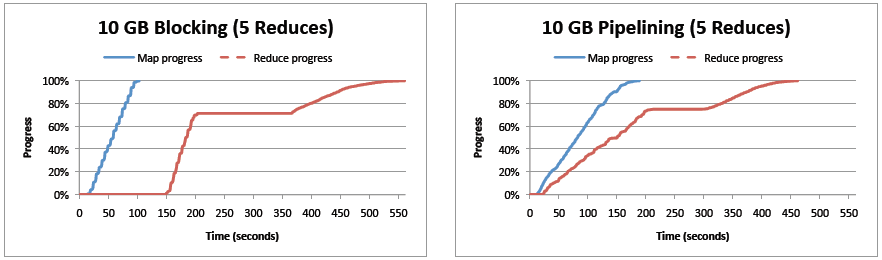 10 GB Blocking (5 Reduces)
Map progress Reduce progress
100%
80%
60%
40%
20%
0%
Progress
0 50 100 150 200 250 300 350 400 450 500 550
Time (seconds)
10 GB Pipelining (5 Reduces)
Map progress Reduce progress
100%
80%
60%
40%
20%
0%
Progress
0 50 100 150 200 250 300 350 400 450 500 550
Time (seconds)